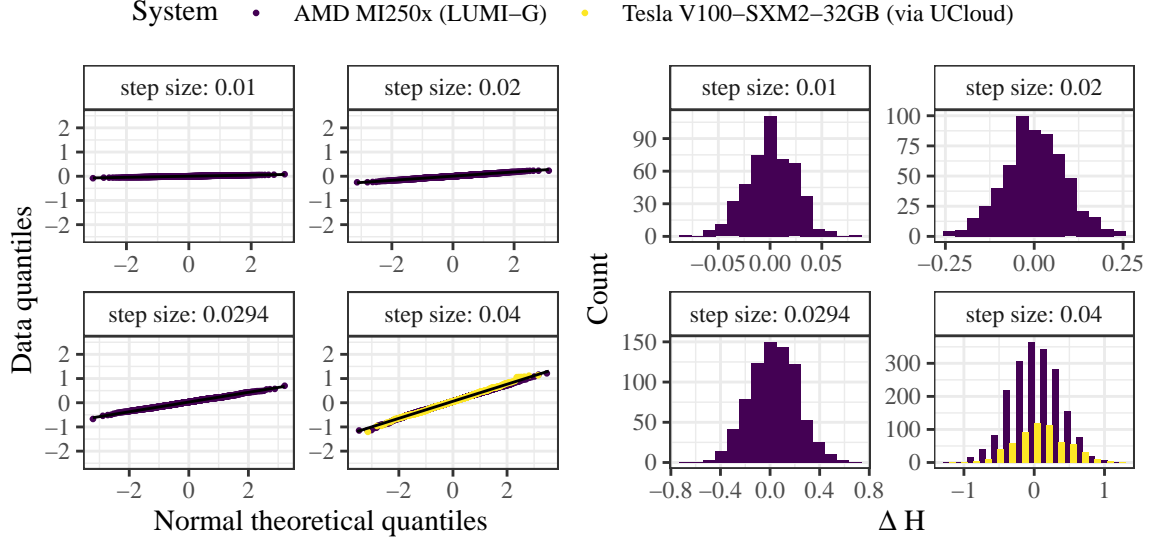 System AMD MI250x (LUMI−G) Tesla V100−SXM2−32GB (via UCloud)
Data quantiles
step size: 0.01
2
1
0
−1
−2
−2 0 2
step size: 0.02
2
1
0
−1
−2
−2 0 2
step size: 0.0294
2
1
0
−1
−2
−2 0 2
step size: 0.04
2
1
0
−1
−2
−2 0 2
Normal theoretical quantiles
Count
step size: 0.01
90
60
30
0
−0.05 0.00 0.05
step size: 0.02
100
75
50
25
0
−0.25 0.00 0.25
step size: 0.0294
150
100
50
0
−0.8 −0.4 0.0 0.4 0.8
step size: 0.04
300
200
100
0
−1 0 1
Δ H